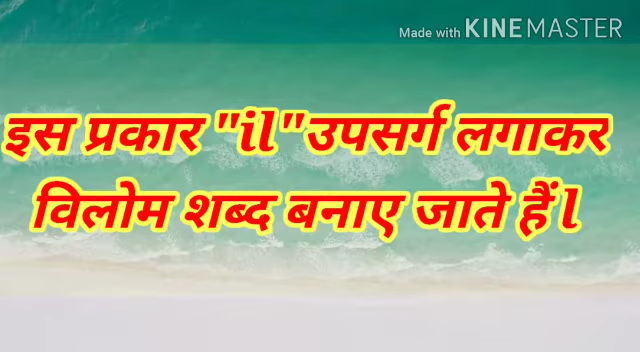 Made with KINEMASTER
इस प्रकार "il"उपसर्ग लगाकर
विलोम शब्द बनाए जाते हैं l